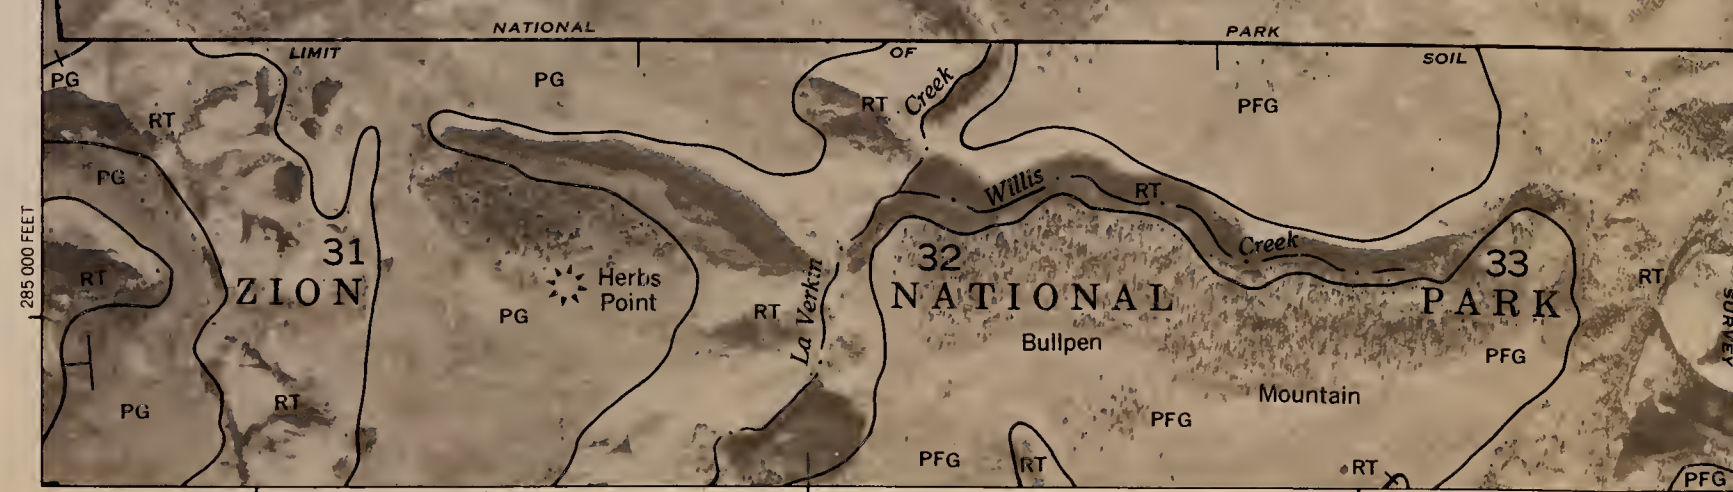 NATIONAL PARK
LIMIT OF SOIL
PG
PG
RT
RT
Creek
PFG
PG
Willis
RT
285 000 FEET
31
ZION
RT
Herbs
Point
PG
RT
La Verkin
32
NATIONAL
Creek
33
PARK
RT
SURVEY
Bullpen
PFG
Mountain
PG
RT
PFG
PFG
RT
RT
PFG